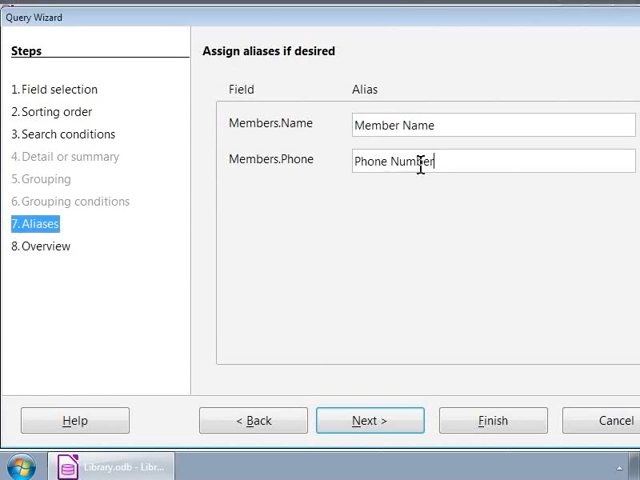 Query Wizard
Steps
Assign aliases if desired
1.Field selection
2.Sorting order
3.Search conditions
4.Detail or summary
5.Grouping
6.Grouping conditions
7.Aliases
8.Overview
Field
Alias
Members.Name
Member Name
Members.Phone
Phone Number
Help
< Back
Next >
Finish
Cancel
Library.odb - Libr...